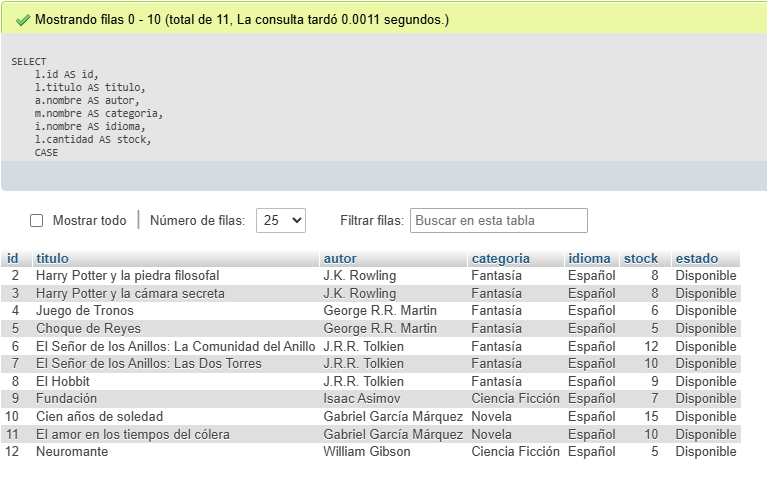 Mostrando filas 0 - 10 (total de 11, La consulta tardó 0.0011 segundos.)
SELECT
l.id AS id,
l.titulo AS titulo,
a.nombre AS autor,
m.nombre AS categoria,
i.nombre AS idioma,
l.cantidad AS stock,
CASE
Mostrar todo | Número de filas: 25 Filtrar filas: Buscar en esta tabla
id titulo autor categoria idioma stock estado
2 Harry Potter y la piedra filosofal J.K. Rowling Fantasía Español 8 Disponible
3 Harry Potter y la cámara secreta J.K. Rowling Fantasía Español 8 Disponible
4 Juego de Tronos George R.R. Martin Fantasía Español 6 Disponible
5 Choque de Reyes George R.R. Martin Fantasía Español 5 Disponible
6 El Señor de los Anillos: La Comunidad del Anillo J.R.R. Tolkien Fantasía Español 12 Disponible
7 El Señor de los Anillos: Las Dos Torres J.R.R. Tolkien Fantasía Español 10 Disponible
8 El Hobbit J.R.R. Tolkien Fantasía Español 9 Disponible
9 Fundación Isaac Asimov Ciencia Ficción Español 7 Disponible
10 Cien años de soledad Gabriel García Márquez Novela Español 15 Disponible
11 El amor en los tiempos del cólera Gabriel García Márquez Novela Español 10 Disponible
12 Neuromante William Gibson Ciencia Ficción Español 5 Disponible